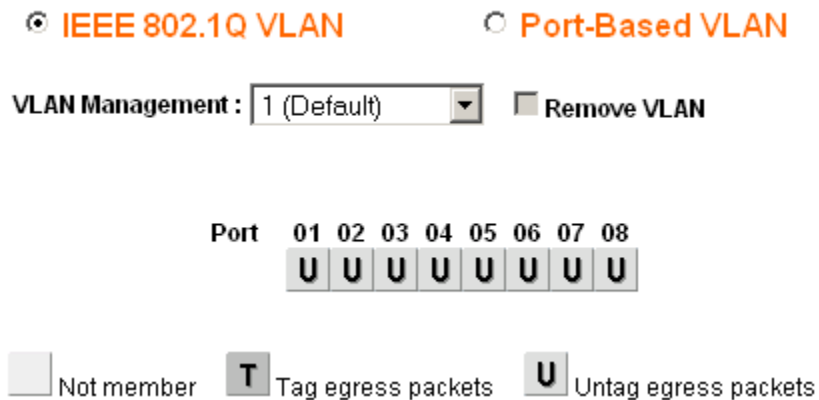 IEEE 802.1Q VLAN Port-Based VLAN
VLAN Management : 1 (Default) Remove VLAN
Port 01 02 03 04 05 06 07 08
U U U U U U U U
Not member T Tag egress packets U Untag egress packets